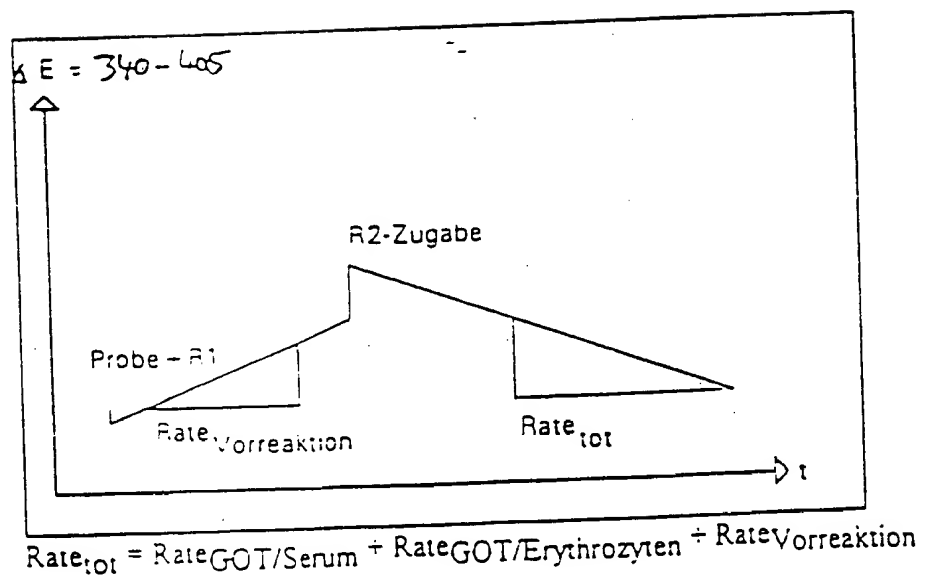 Δ E = 340-405
R2-Zugabe
Probe + R1
Rate Vorreaktion
Rate tot
t
Rate tot = Rate GOT/Serum + Rate GOT/Erythrozyten + Rate Vorreaktion